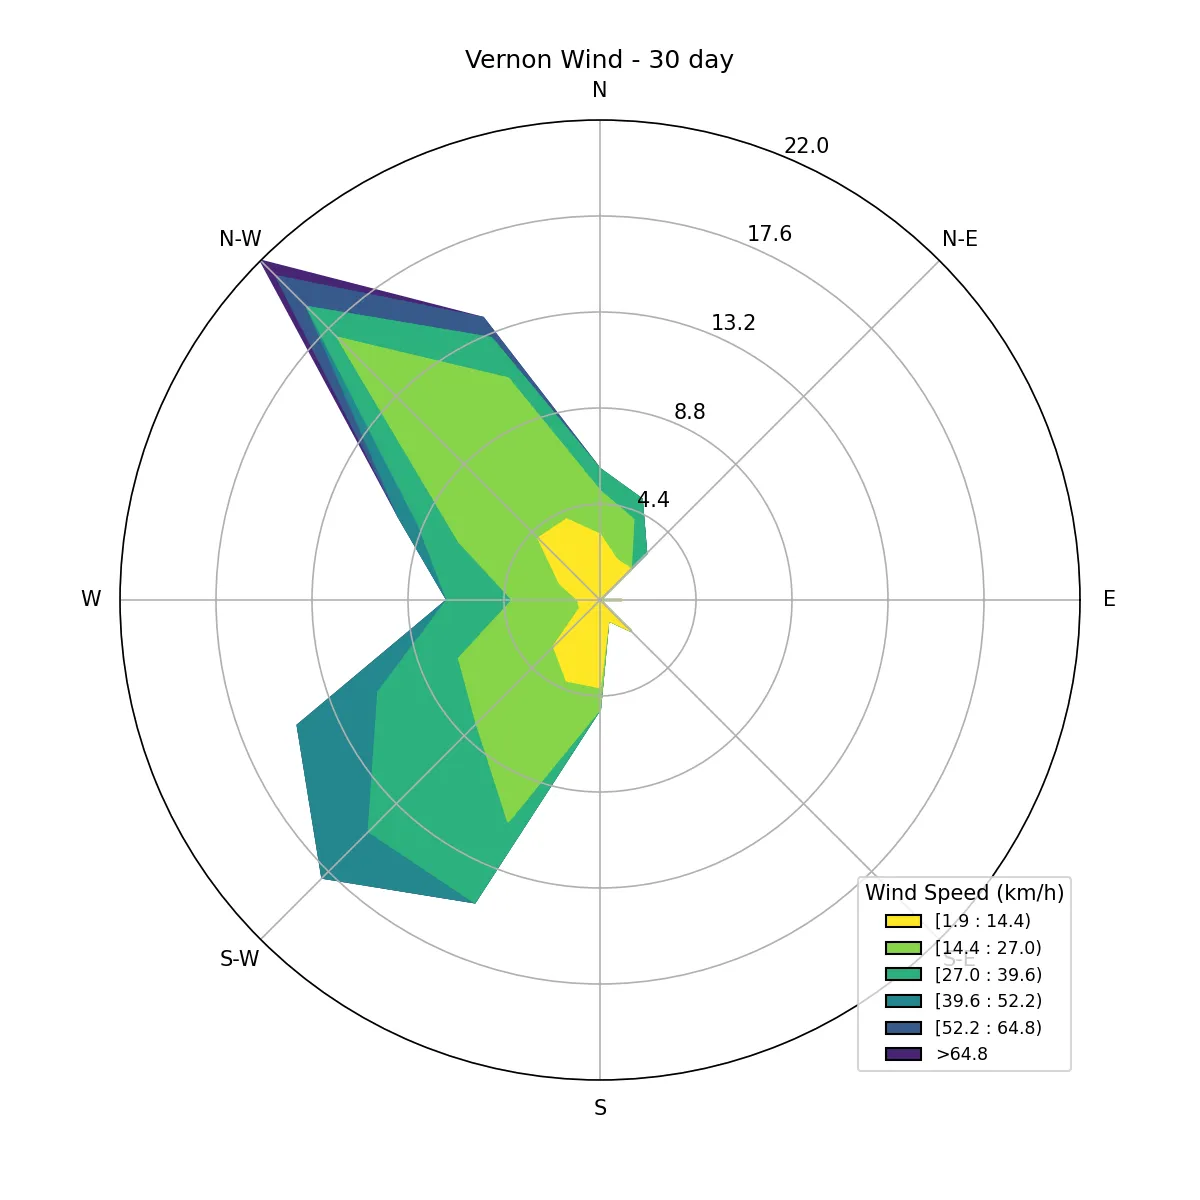 Vernon Wind - 30 day
N
22.0
N-W
17.6
N-E
13.2
8.8
4.4
W
E
Wind Speed (km/h)
[1.9 : 14.4)
[14.4 : 27.0)
S-W
S-E
[27.0 : 39.6)
[39.6 : 52.2)
[52.2 : 64.8)
>64.8
S